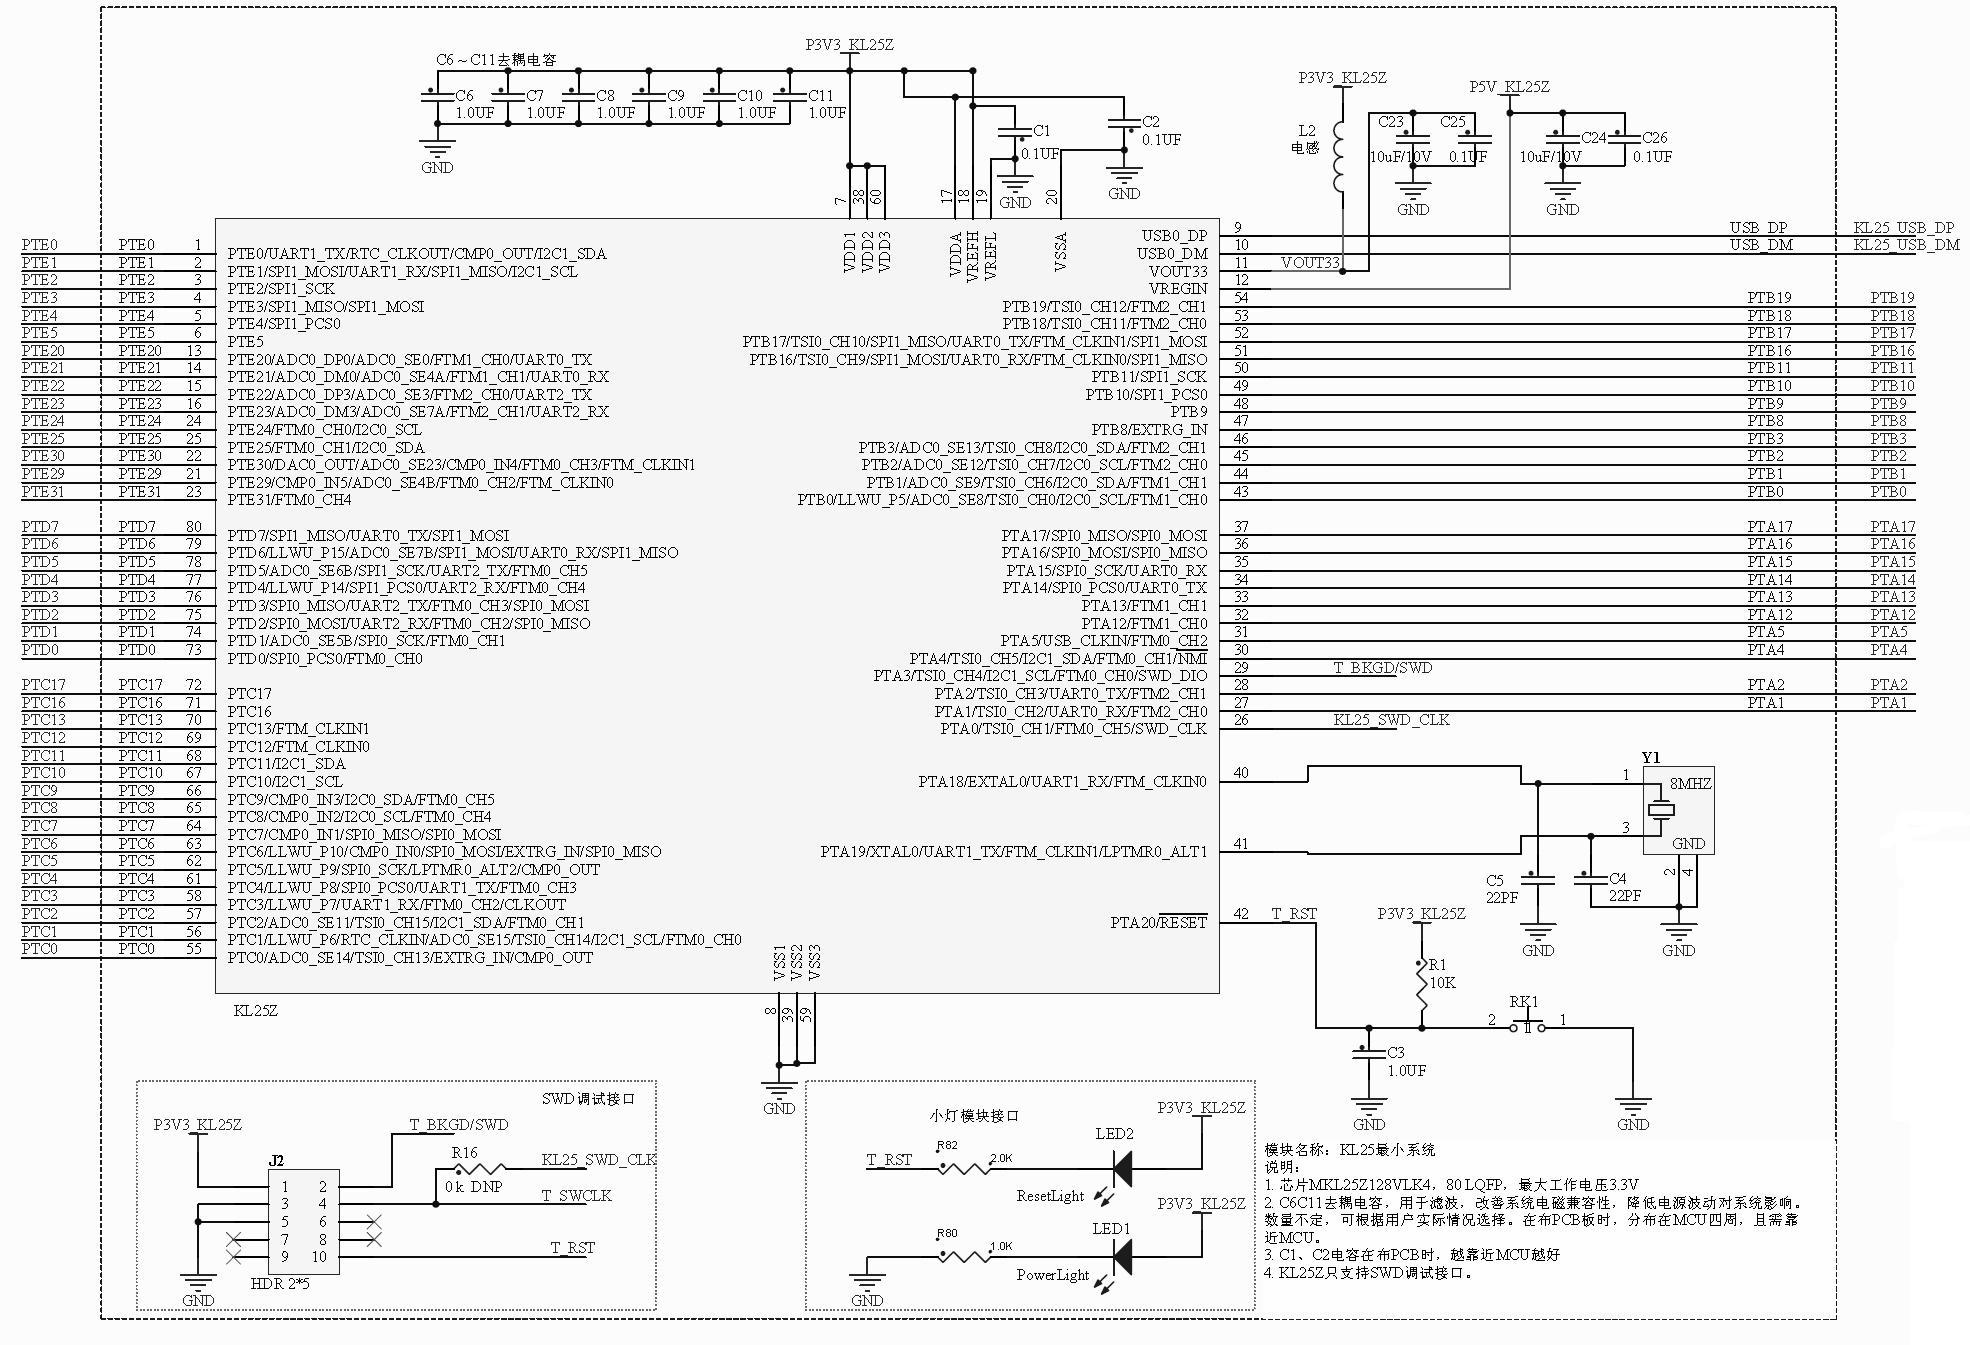 P3V3_KL25Z
C6～C11去耦电容
C6 1.0UF
C7 1.0UF
C8 1.0UF
C9 1.0UF
C10 1.0UF
C11 1.0UF
GND
C1 0.1UF
GND
C2 0.1UF
GND
P3V3_KL25Z
L2
电感
C23 10uF/10V
C25 0.1UF
GND
P5V_KL25Z
C24 10uF/10V
C26 0.1UF
GND
7 38 60 17 18 19 20
VDD1 VDD2 VDD3 VDDA VREFH VREFL VSSA
PTE0 PTE0 1 PTE0/UART1_TX/RTC_CLKOUT/CMP0_OUT/I2C1_SDA
PTE1 PTE1 2 PTE1/SPI1_MOSI/UART1_RX/SPI1_MISO/I2C1_SCL
PTE2 PTE2 3 PTE2/SPI1_SCK
PTE3 PTE3 4 PTE3/SPI1_MISO/SPI1_MOSI
PTE4 PTE4 5 PTE4/SPI1_PCS0
PTE5 PTE5 6 PTE5
PTE20 PTE20 13 PTE20/ADC0_DP0/ADC0_SE0/FTM1_CH0/UART0_TX
PTE21 PTE21 14 PTE21/ADC0_DM0/ADC0_SE4A/FTM1_CH1/UART0_RX
PTE22 PTE22 15 PTE22/ADC0_DP3/ADC0_SE3/FTM2_CH0/UART2_TX
PTE23 PTE23 16 PTE23/ADC0_DM3/ADC0_SE7A/FTM2_CH1/UART2_RX
PTE24 PTE24 24 PTE24/FTM0_CH0/I2C0_SCL
PTE25 PTE25 25 PTE25/FTM0_CH1/I2C0_SDA
PTE30 PTE30 22 PTE30/DAC0_OUT/ADC0_SE23/CMP0_IN4/FTM0_CH3/FTM_CLKIN1
PTE29 PTE29 21 PTE29/CMP0_IN5/ADC0_SE4B/FTM0_CH2/FTM_CLKIN0
PTE31 PTE31 23 PTE31/FTM0_CH4
PTD7 PTD7 80 PTD7/SPI1_MISO/UART0_TX/SPI1_MOSI
PTD6 PTD6 79 PTD6/LLWU_P15/ADC0_SE7B/SPI1_MOSI/UART0_RX/SPI1_MISO
PTD5 PTD5 78 PTD5/ADC0_SE6B/SPI1_SCK/UART2_TX/FTM0_CH5
PTD4 PTD4 77 PTD4/LLWU_P14/SPI1_PCS0/UART2_RX/FTM0_CH4
PTD3 PTD3 76 PTD3/SPI0_MISO/UART2_TX/FTM0_CH3/SPI0_MOSI
PTD2 PTD2 75 PTD2/SPI0_MOSI/UART2_RX/FTM0_CH2/SPI0_MISO
PTD1 PTD1 74 PTD1/ADC0_SE5B/SPI0_SCK/FTM0_CH1
PTD0 PTD0 73 PTD0/SPI0_PCS0/FTM0_CH0
PTC17 PTC17 72 PTC17
PTC16 PTC16 71 PTC16
PTC13 PTC13 70 PTC13/FTM_CLKIN1
PTC12 PTC12 69 PTC12/FTM_CLKIN0
PTC11 PTC11 68 PTC11/I2C1_SDA
PTC10 PTC10 67 PTC10/I2C1_SCL
PTC9 PTC9 66 PTC9/CMP0_IN3/I2C0_SDA/FTM0_CH5
PTC8 PTC8 65 PTC8/CMP0_IN2/I2C0_SCL/FTM0_CH4
PTC7 PTC7 64 PTC7/CMP0_IN1/SPI0_MISO/SPI0_MOSI
PTC6 PTC6 63 PTC6/LLWU_P10/CMP0_IN0/SPI0_MOSI/EXTRG_IN/SPI0_MISO
PTC5 PTC5 62 PTC5/LLWU_P9/SPI0_SCK/LPTMR0_ALT2/CMP0_OUT
PTC4 PTC4 61 PTC4/LLWU_P8/SPI0_PCS0/UART1_TX/FTM0_CH3
PTC3 PTC3 58 PTC3/LLWU_P7/UART1_RX/FTM0_CH2/CLKOUT
PTC2 PTC2 57 PTC2/ADC0_SE11/TSI0_CH15/I2C1_SDA/FTM0_CH1
PTC1 PTC1 56 PTC1/LLWU_P6/RTC_CLKIN/ADC0_SE15/TSI0_CH14/I2C1_SCL/FTM0_CH0
PTC0 PTC0 55 PTC0/ADC0_SE14/TSI0_CH13/EXTRG_IN/CMP0_OUT
USB0_DP 9 USB_DP KL25_USB_DP
USB0_DM 10 USB_DM KL25_USB_DM
VOUT33 11 VOUT33
VREGIN 12
PTB19/TSI0_CH12/FTM2_CH1 54 PTB19 PTB19
PTB18/TSI0_CH11/FTM2_CH0 53 PTB18 PTB18
PTB17/TSI0_CH10/SPI1_MISO/UART0_TX/FTM_CLKIN1/SPI1_MOSI 52 PTB17 PTB17
PTB16/TSI0_CH9/SPI1_MOSI/UART0_RX/FTM_CLKIN0/SPI1_MISO 51 PTB16 PTB16
PTB11/SPI1_SCK 50 PTB11 PTB11
PTB10/SPI1_PCS0 49 PTB10 PTB10
PTB9 48 PTB9 PTB9
PTB8/EXTRG_IN 47 PTB8 PTB8
PTB3/ADC0_SE13/TSI0_CH8/I2C0_SDA/FTM2_CH1 46 PTB3 PTB3
PTB2/ADC0_SE12/TSI0_CH7/I2C0_SCL/FTM2_CH0 45 PTB2 PTB2
PTB1/ADC0_SE9/TSI0_CH6/I2C0_SDA/FTM1_CH1 44 PTB1 PTB1
PTB0/LLWU_P5/ADC0_SE8/TSI0_CH0/I2C0_SCL/FTM1_CH0 43 PTB0 PTB0
PTA17/SPI0_MISO/SPI0_MOSI 37 PTA17 PTA17
PTA16/SPI0_MOSI/SPI0_MISO 36 PTA16 PTA16
PTA15/SPI0_SCK/UART0_RX 35 PTA15 PTA15
PTA14/SPI0_PCS0/UART0_TX 34 PTA14 PTA14
PTA13/FTM1_CH1 33 PTA13 PTA13
PTA12/FTM1_CH0 32 PTA12 PTA12
PTA5/USB_CLKIN/FTM0_CH2 31 PTA5 PTA5
PTA4/TSI0_CH5/I2C1_SDA/FTM0_CH1/NMI 30 PTA4 PTA4
PTA3/TSI0_CH4/I2C1_SCL/FTM0_CH0/SWD_DIO 29 T_BKGD/SWD
PTA2/TSI0_CH3/UART0_TX/FTM2_CH1 28 PTA2 PTA2
PTA1/TSI0_CH2/UART0_RX/FTM2_CH0 27 PTA1 PTA1
PTA0/TSI0_CH1/FTM0_CH5/SWD_CLK 26 KL25_SWD_CLK
PTA18/EXTAL0/UART1_RX/FTM_CLKIN0 40
PTA19/XTAL0/UART1_TX/FTM_CLKIN1/LPTMR0_ALT1 41
PTA20/RESET 42 T_RST
Y1
1 8MHZ
3
GND
2 4
C5 22PF
C4 22PF
GND
GND
P3V3_KL25Z
R1
10K
RK1
2 1
C3
1.0UF
GND
GND
VSS1 VSS2 VSS3
8 39 59
GND
KL25Z
SWD调试接口
P3V3_KL25Z
T_BKGD/SWD
J2
R16
KL25_SWD_CLK
0k DNP
1 2
3 4 T_SWCLK
5 6
7 8
9 10 T_RST
HDR 2*5
GND
小灯模块接口
P3V3_KL25Z
LED2
T_RST R82 2.0K
ResetLight
P3V3_KL25Z
LED1
R80 1.0K
PowerLight
GND
模块名称：KL25最小系统
说明：
1. 芯片MKL25Z128VLK4，80 LQFP，最大工作电压3.3V
2. C6C11去耦电容，用于滤波，改善系统电磁兼容性，降低电源波动对系统影响。
数量不定，可根据用户实际情况选择。在布PCB板时，分布在MCU四周，且需靠
近MCU。
3. C1、C2电容在布PCB时，越靠近MCU越好
4. KL25Z只支持SWD调试接口。